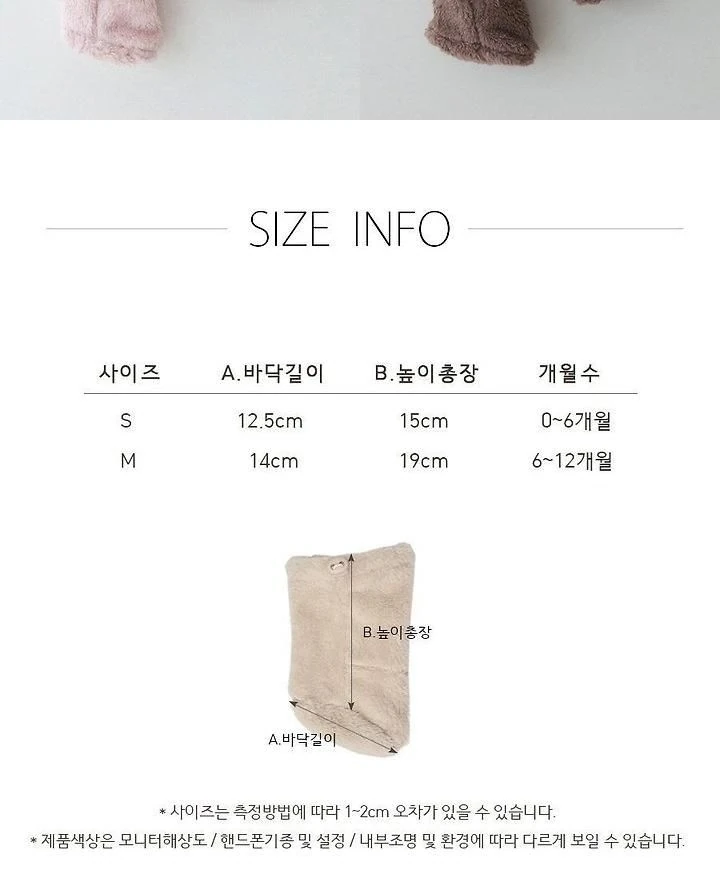 SIZE INFO
사이즈 A.바닥길이 B.높이총장 개월수
S 12.5cm 15cm 0~6개월
M 14cm 19cm 6~12개월
B.높이총장
A.바닥길이
* 사이즈는 측정방법에 따라 1~2cm 오차가 있을 수 있습니다.
* 제품색상은 모니터해상도 / 핸드폰기종 및 설정 / 내부조명 및 환경에 따라 다르게 보일 수 있습니다.